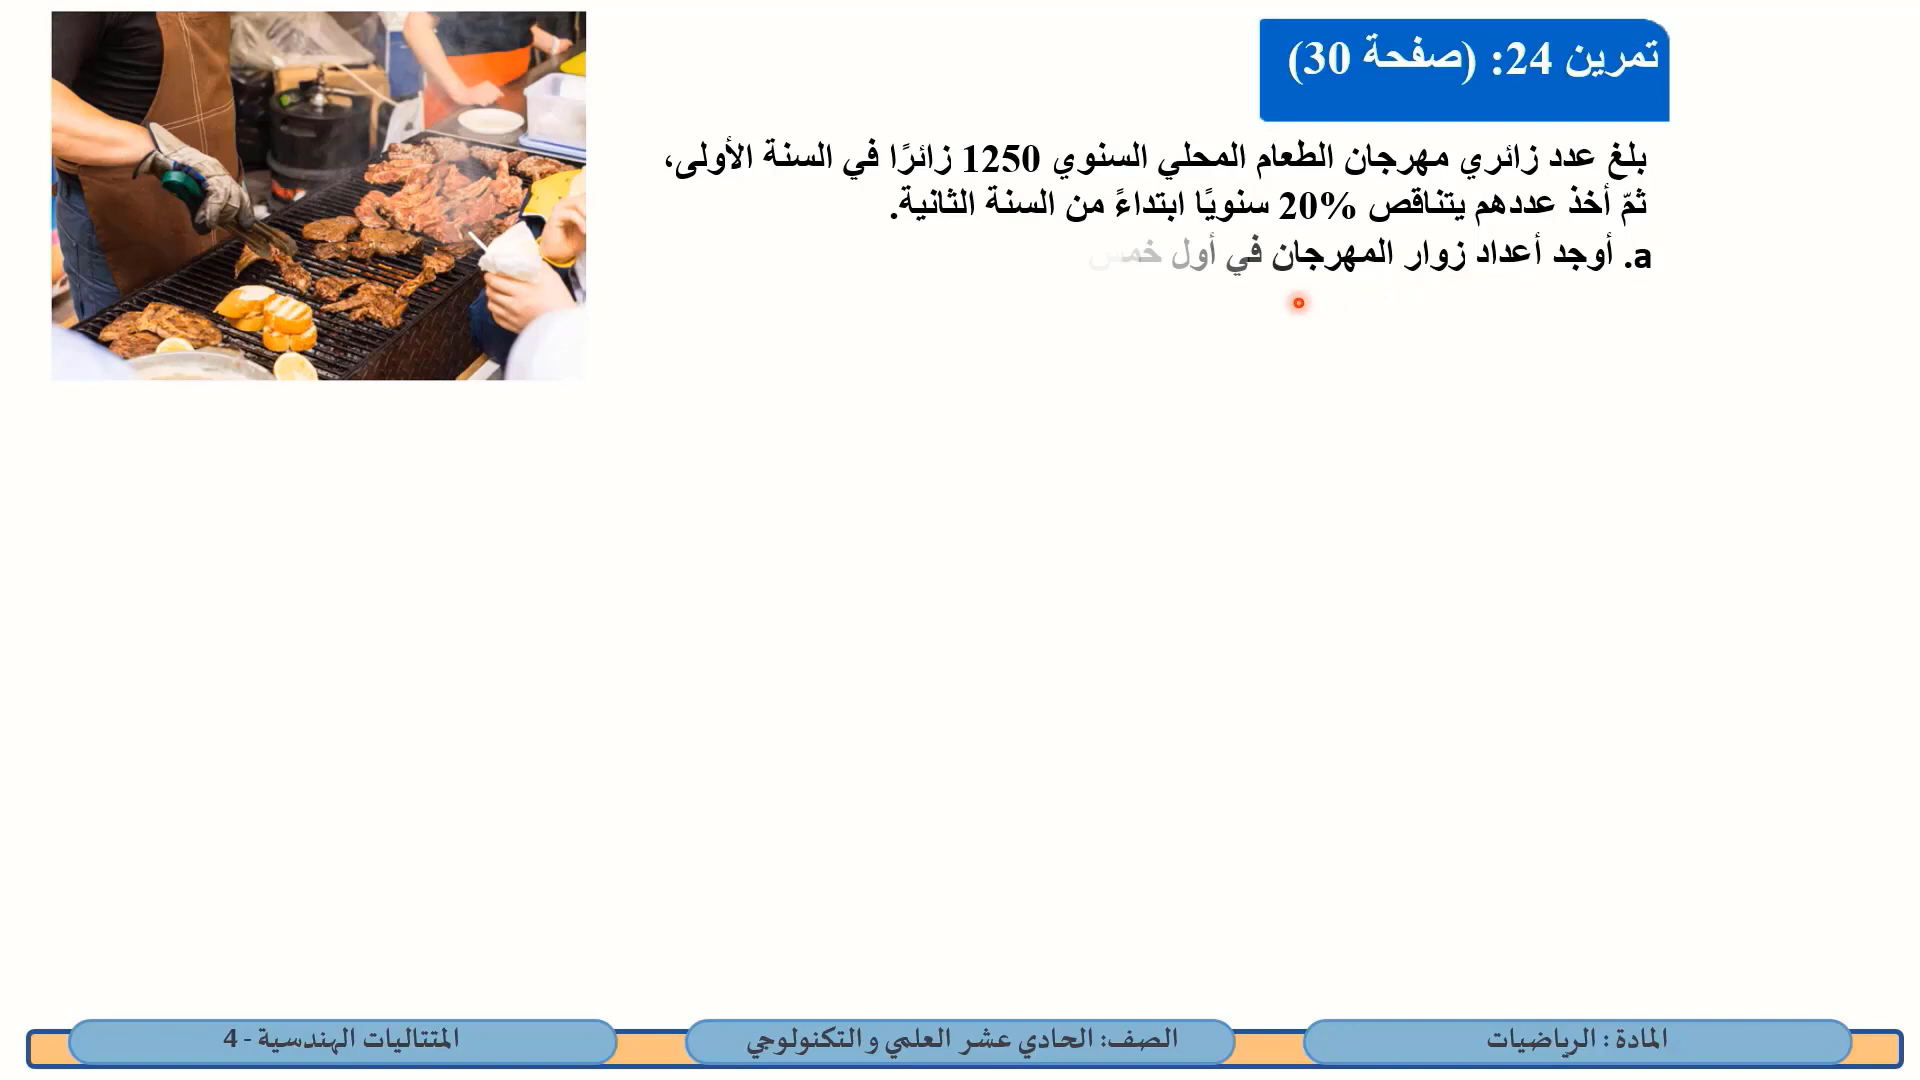 تمرين 24: (صفحة 30)
بلغ عدد زائري مهرجان الطعام المحلي السنوي 1250 زائرًا في السنة الأولى،
ثمّ أخذ عددهم يتناقص %20 سنويًا ابتداءً من السنة الثانية.
a. أوجد أعداد زوار المهرجان في أول خمس
المادة : الرياضيات
الصف: الحادي عشر العلمي و التكنولوجي
المتتاليات الهندسية - 4